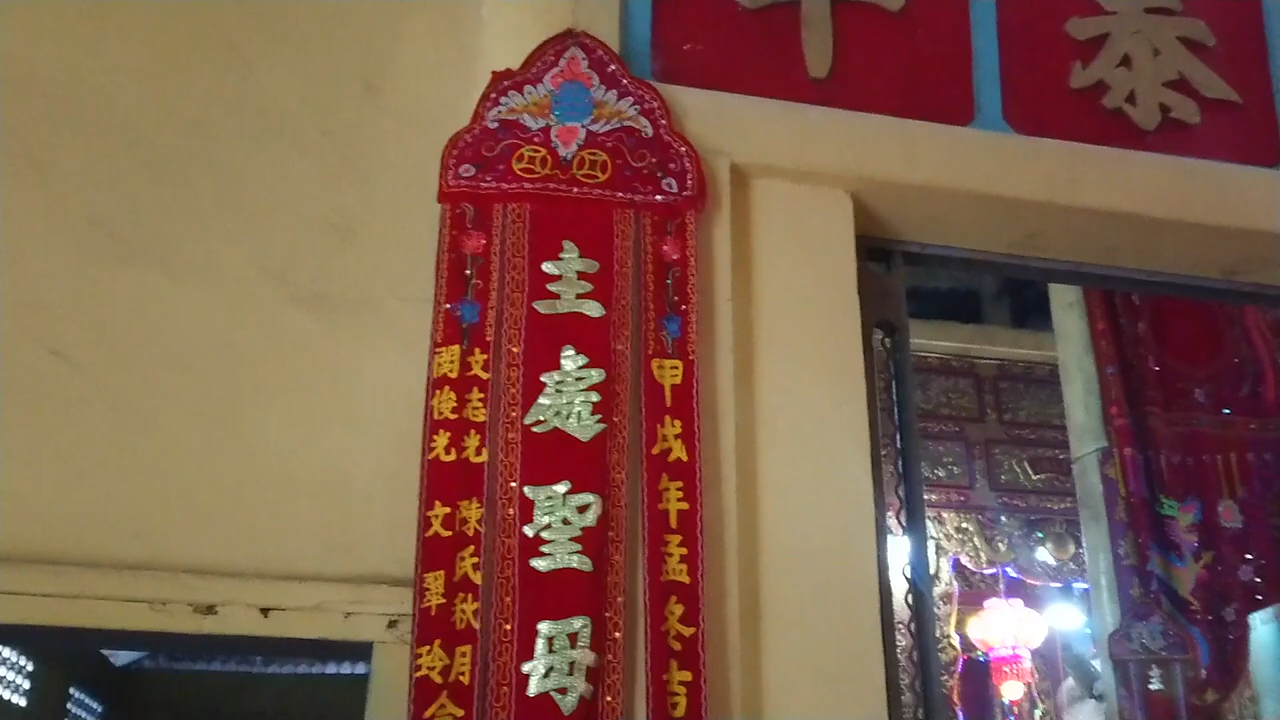 泰
甲戌年孟冬吉
主處聖母
文志光 陳氏秋月
閔俊光 文翠玲